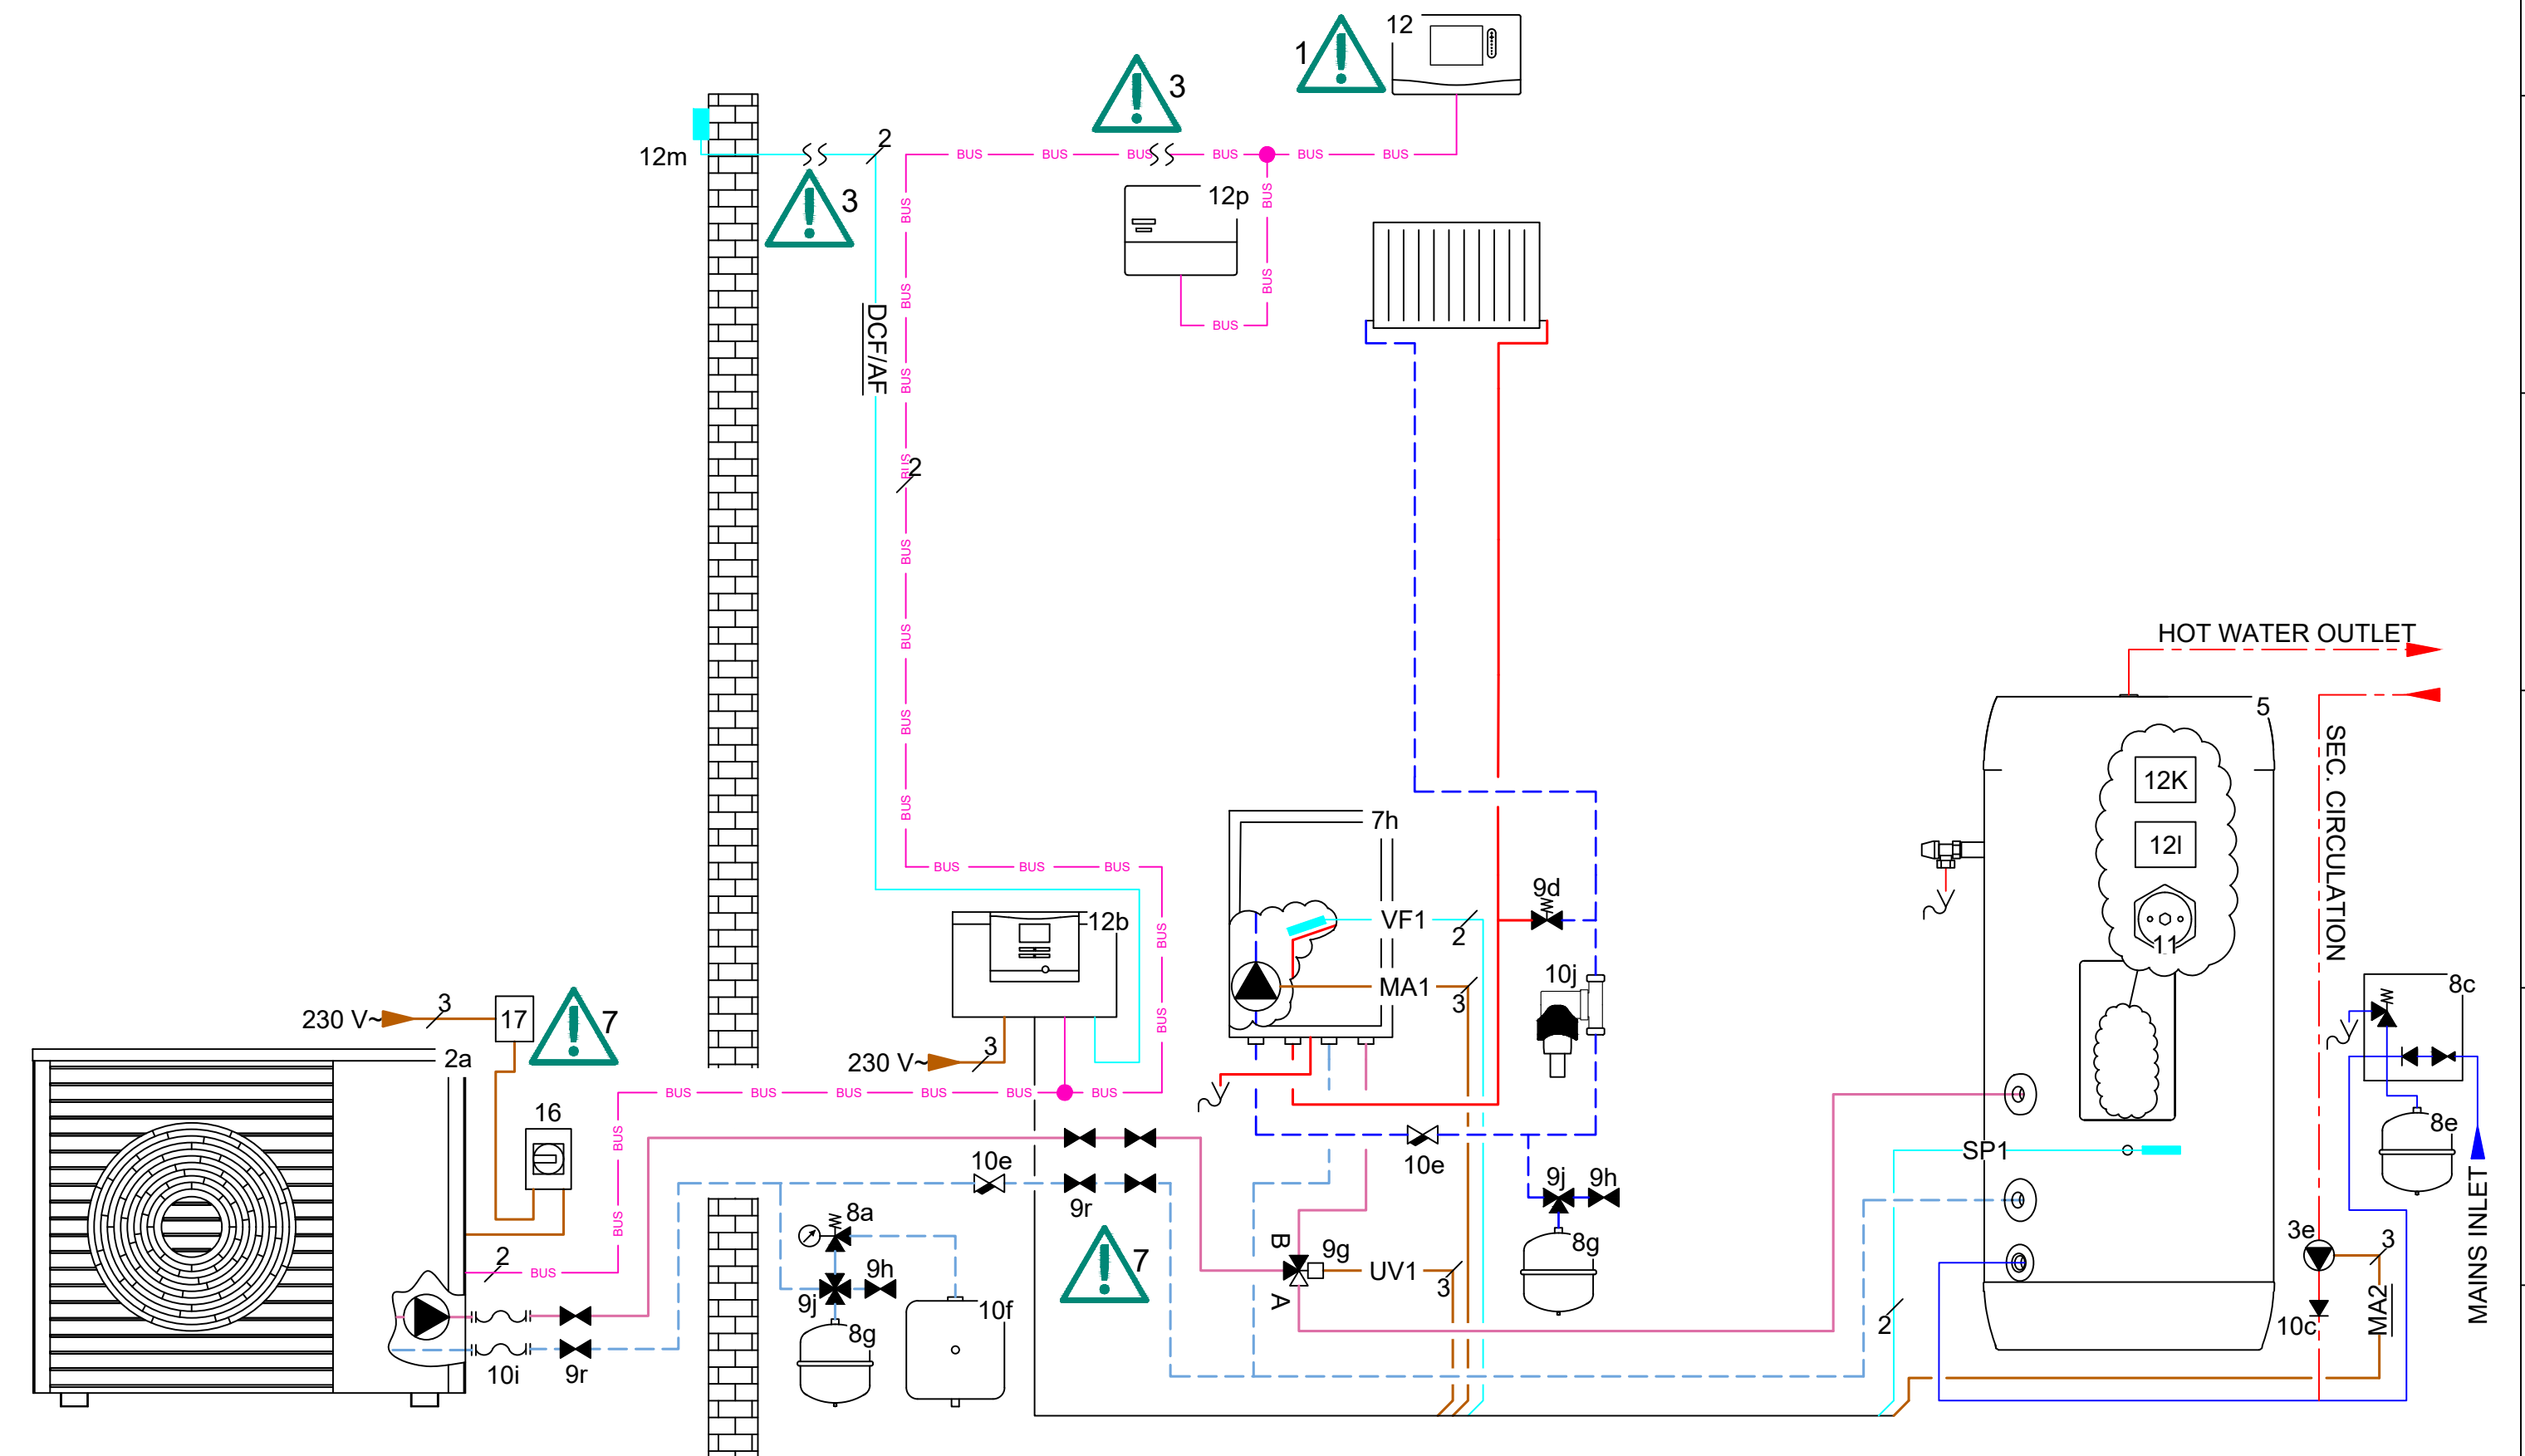 12
1
3
2
BUS BUS BUS BUS BUS BUS
12m
12p
3
BUS
BUS
BUS
BUS
BUS
BUS
DCF/AF
BUS
BUS
2
BUS
BUS
BUS
BUS
HOT WATER OUTLET
5
SEC. CIRCULATION
12K
12l
11
7h
BUS BUS BUS
9d
VF1
2
12b
BUS
10j
MA1
3
8c
230 V~
3
17
7
BUS
230 V~
3
2a
BUS BUS BUS BUS BUS BUS
16
BUS
8e
SP1
10e
10e
9j
9h
MAINS INLET
9r
8a
BUS
7
B
9g
8g
3e
3
2
BUS
9h
UV1
3
A
9j
10f
8g
2
10c
MA2
10i
9r